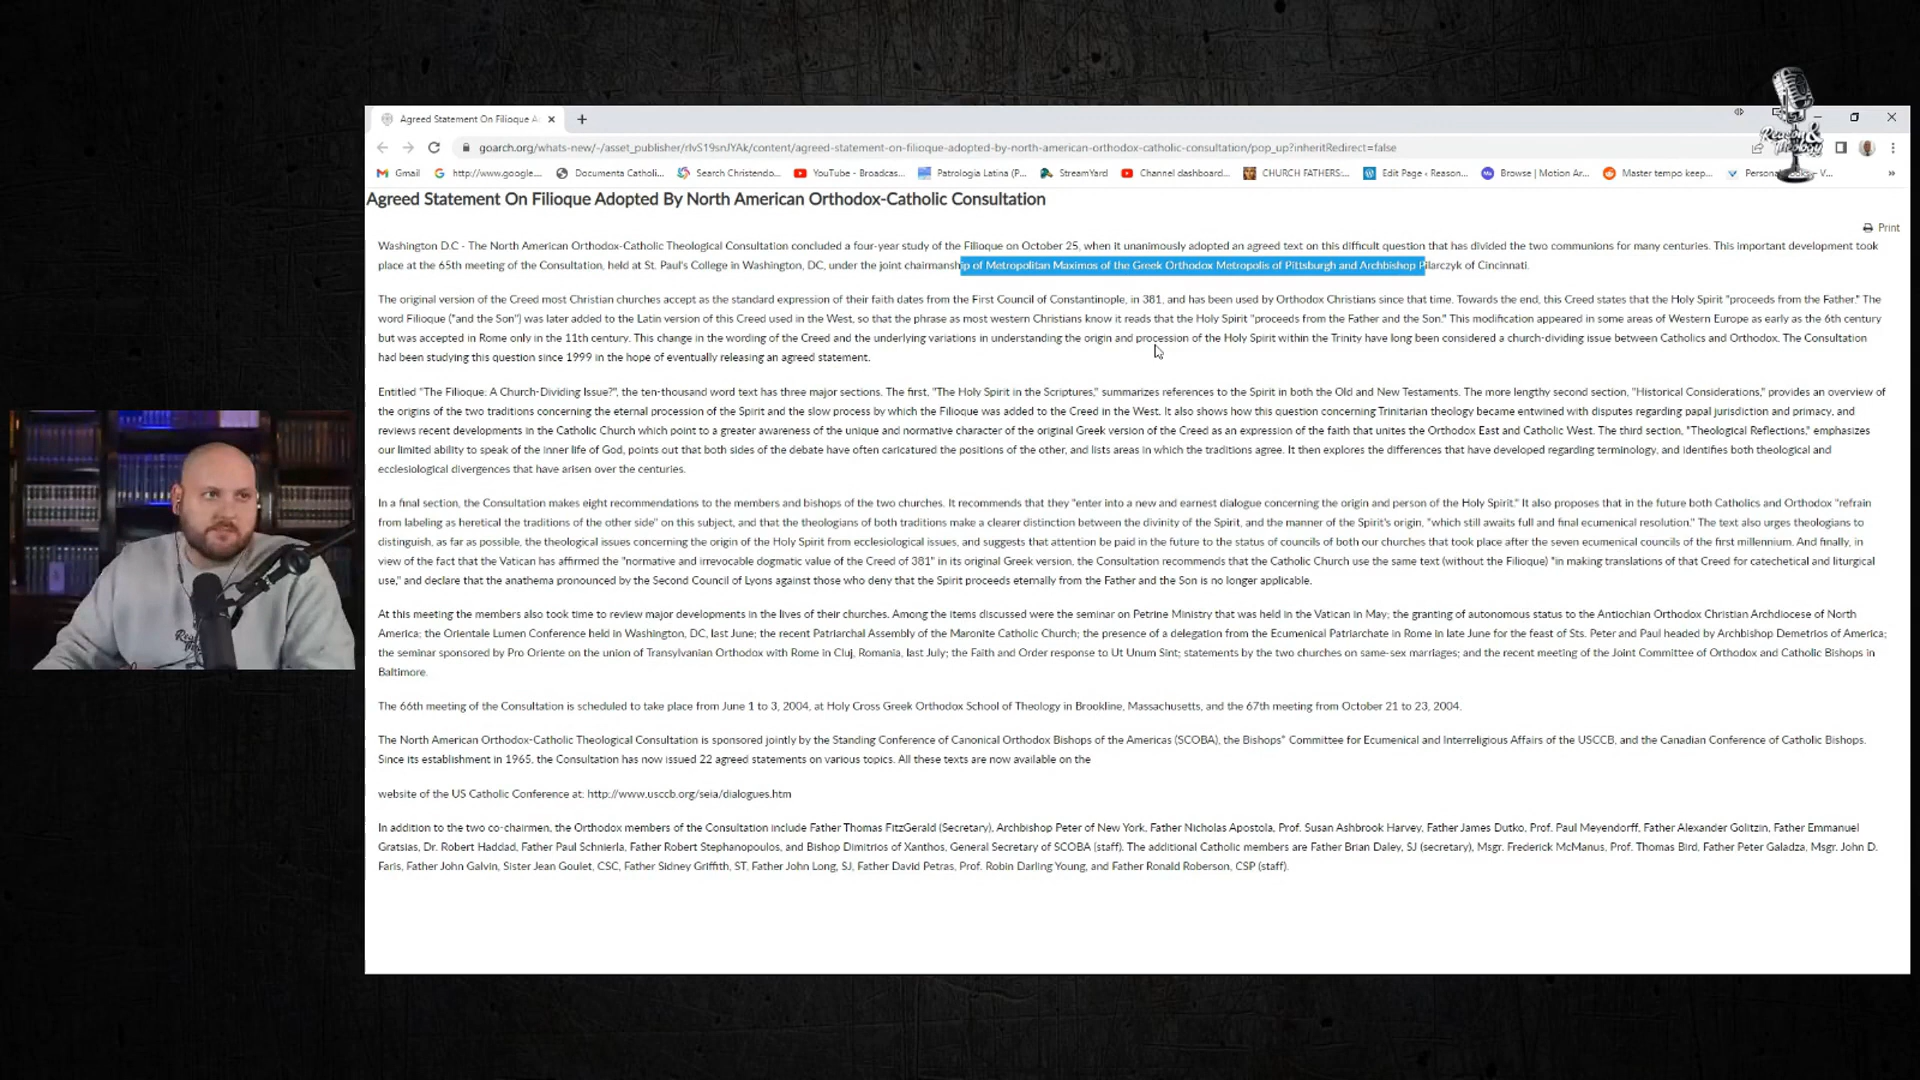 Agreed Statement On Filioque A
goarch.org/whats-new/-/asset_publisher/rlvS19snJYAk/content/agreed-statement-on-filioque-adopted-by-north-american-orthodox-catholic-consultation/pop_up?inheritRedirect=false
Gmail http://www.google.... Documenta Catholi... Search Christendo... YouTube - Broadcas... Patrologia Latina (P... StreamYard Channel dashboard... CHURCH FATHERS:... Edit Page ‹ Reason... Browse | Motion Ar... Master tempo keep... »
Reason & Theology
Agreed Statement On Filioque Adopted By North American Orthodox-Catholic Consultation
Print
Washington D.C - The North American Orthodox-Catholic Theological Consultation concluded a four-year study of the Filioque on October 25, when it unanimously adopted an agreed text on this difficult question that has divided the two communions for many centuries. This important development took
place at the 65th meeting of the Consultation, held at St. Paul's College in Washington, DC, under the joint chairmanship of Metropolitan Maximos of the Greek Orthodox Metropolis of Pittsburgh and Archbishop Pilarczyk of Cincinnati.
The original version of the Creed most Christian churches accept as the standard expression of their faith dates from the First Council of Constantinople, in 381, and has been used by Orthodox Christians since that time. Towards the end, this Creed states that the Holy Spirit "proceeds from the Father." The
word Filioque ("and the Son") was later added to the Latin version of this Creed used in the West, so that the phrase as most western Christians know it reads that the Holy Spirit "proceeds from the Father and the Son." This modification appeared in some areas of Western Europe as early as the 6th century
but was accepted in Rome only in the 11th century. This change in the wording of the Creed and the underlying variations in understanding the origin and procession of the Holy Spirit within the Trinity have long been considered a church-dividing issue between Catholics and Orthodox. The Consultation
had been studying this question since 1999 in the hope of eventually releasing an agreed statement.
Entitled "The Filioque: A Church-Dividing Issue?", the ten-thousand word text has three major sections. The first, "The Holy Spirit in the Scriptures," summarizes references to the Spirit in both the Old and New Testaments. The more lengthy second section, "Historical Considerations," provides an overview of
the origins of the two traditions concerning the eternal procession of the Spirit and the slow process by which the Filioque was added to the Creed in the West. It also shows how this question concerning Trinitarian theology became entwined with disputes regarding papal jurisdiction and primacy, and
reviews recent developments in the Catholic Church which point to a greater awareness of the unique and normative character of the original Greek version of the Creed as an expression of the faith that unites the Orthodox East and Catholic West. The third section, "Theological Reflections," emphasizes
our limited ability to speak of the inner life of God, points out that both sides of the debate have often caricatured the positions of the other, and lists areas in which the traditions agree. It then explores the differences that have developed regarding terminology, and identifies both theological and
ecclesiological divergences that have arisen over the centuries.
In a final section, the Consultation makes eight recommendations to the members and bishops of the two churches. It recommends that they "enter into a new and earnest dialogue concerning the origin and person of the Holy Spirit." It also proposes that in the future both Catholics and Orthodox "refrain
from labeling as heretical the traditions of the other side" on this subject, and that the theologians of both traditions make a clearer distinction between the divinity of the Spirit, and the manner of the Spirit's origin, "which still awaits full and final ecumenical resolution." The text also urges theologians to
distinguish, as far as possible, the theological issues concerning the origin of the Holy Spirit from ecclesiological issues, and suggests that attention be paid in the future to the status of councils of both our churches that took place after the seven ecumenical councils of the first millennium. And finally, in
view of the fact that the Vatican has affirmed the "normative and irrevocable dogmatic value of the Creed of 381" in its original Greek version, the Consultation recommends that the Catholic Church use the same text (without the Filioque) "in making translations of that Creed for catechetical and liturgical
use," and declare that the anathema pronounced by the Second Council of Lyons against those who deny that the Spirit proceeds eternally from the Father and the Son is no longer applicable.
At this meeting the members also took time to review major developments in the lives of their churches. Among the items discussed were the seminar on Petrine Ministry that was held in the Vatican in May; the granting of autonomous status to the Antiochian Orthodox Christian Archdiocese of North
America; the Orientale Lumen Conference held in Washington, DC, last June; the recent Patriarchal Assembly of the Maronite Catholic Church; the presence of a delegation from the Ecumenical Patriarchate in Rome in late June for the feast of Sts. Peter and Paul headed by Archbishop Demetrios of America;
the seminar sponsored by Pro Oriente on the union of Transylvanian Orthodox with Rome in Cluj, Romania, last July; the Faith and Order response to Ut Unum Sint; statements by the two churches on same-sex marriages; and the recent meeting of the Joint Committee of Orthodox and Catholic Bishops in
Baltimore.
The 66th meeting of the Consultation is scheduled to take place from June 1 to 3, 2004, at Holy Cross Greek Orthodox School of Theology in Brookline, Massachusetts, and the 67th meeting from October 21 to 23, 2004.
The North American Orthodox-Catholic Theological Consultation is sponsored jointly by the Standing Conference of Canonical Orthodox Bishops of the Americas (SCOBA), the Bishops" Committee for Ecumenical and Interreligious Affairs of the USCCB, and the Canadian Conference of Catholic Bishops.
Since its establishment in 1965, the Consultation has now issued 22 agreed statements on various topics. All these texts are now available on the
website of the US Catholic Conference at: http://www.usccb.org/seia/dialogues.htm
In addition to the two co-chairmen, the Orthodox members of the Consultation include Father Thomas FitzGerald (Secretary), Archbishop Peter of New York, Father Nicholas Apostola, Prof. Susan Ashbrook Harvey, Father James Dutko, Prof. Paul Meyendorff, Father Alexander Golitzin, Father Emmanuel
Gratsias, Dr. Robert Haddad, Father Paul Schnierla, Father Robert Stephanopoulos, and Bishop Dimitrios of Xanthos, General Secretary of SCOBA (staff). The additional Catholic members are Father Brian Daley, SJ (secretary), Msgr. Frederick McManus, Prof. Thomas Bird, Father Peter Galadza, Msgr. John D.
Faris, Father John Galvin, Sister Jean Goulet, CSC, Father Sidney Griffith, ST, Father John Long, SJ, Father David Petras, Prof. Robin Darling Young, and Father Ronald Roberson, CSP (staff).